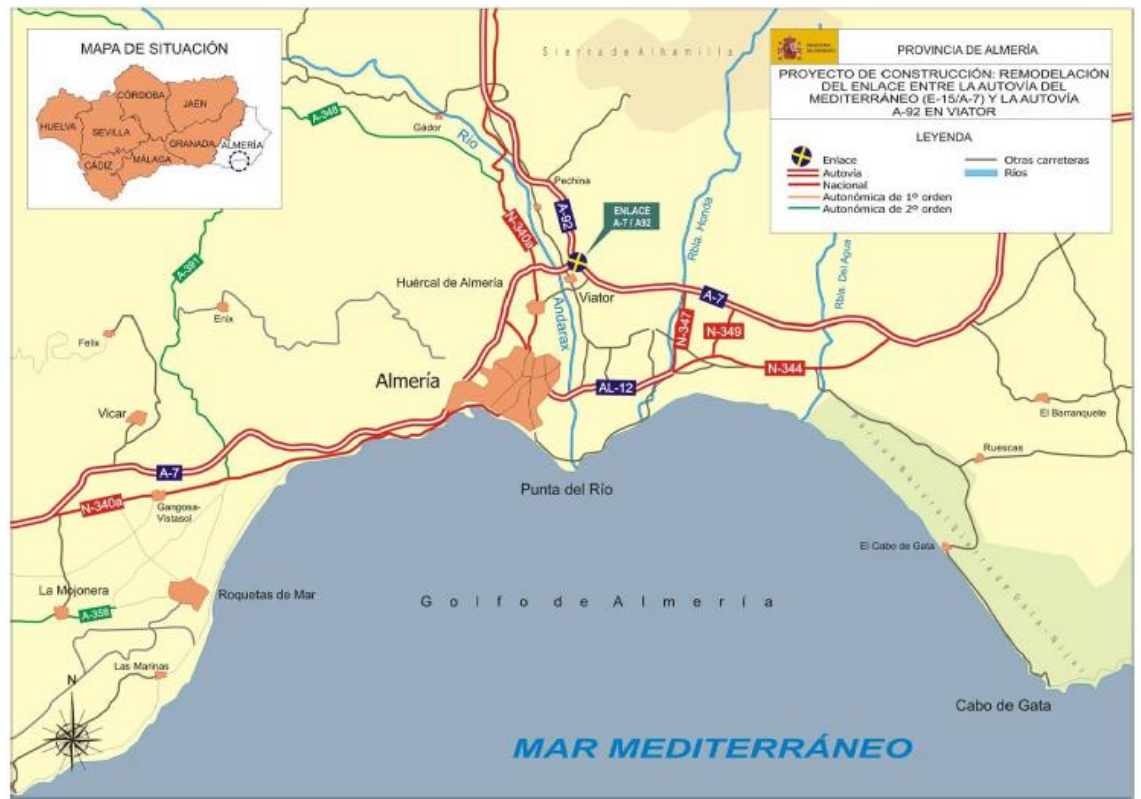 MAPA DE SITUACIÓN
CÓRDOBA
JAÉN
HUELVA
SEVILLA
GRANADA
ALMERÍA
CÁDIZ
MÁLAGA
PROVINCIA DE ALMERÍA
PROYECTO DE CONSTRUCCIÓN: REMODELACIÓN
DEL ENLACE ENTRE LA AUTOVÍA DEL
MEDITERRÁNEO (E-15/A-7) Y LA AUTOVÍA
A-92 EN VIATOR
LEYENDA
Enlace
Autovía
Nacional
Autonómica de 1º orden
Autonómica de 2º orden
Otras carreteras
Ríos
Sierra de Alhamilla
A-348
Gádor
Río
Pechina
N-340a
A-92
ENLACE
A-7 / A92
Rbla. Honda
Rbla. Del Agua
A-391
Huércal de Almería
Viator
Andarax
A-7
Enix
Felix
N-347
N-349
N-344
Almería
AL-12
Vicar
El Barranquete
Ruescas
A-7
N-340a
Gangosa-
Vistasol
Punta del Río
El Cabo de Gata
La Mojonera
A-358
Roquetas de Mar
Golfo de Almería
Las Marinas
N
Cabo de Gata
MAR MEDITERRÁNEO